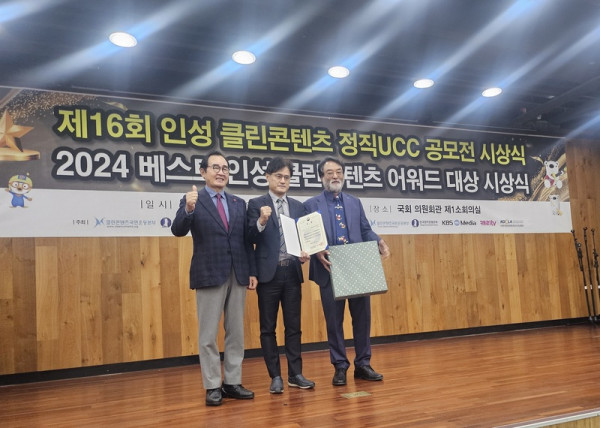 제16회 인성 클린콘텐츠 정직UCC 공모전 시상식
2024 베스트 인성 클린콘텐츠 어워드 대상 시상식
|일 시| |장 소| 국회 의원회관 제1소회의실
|주최| KBS Media